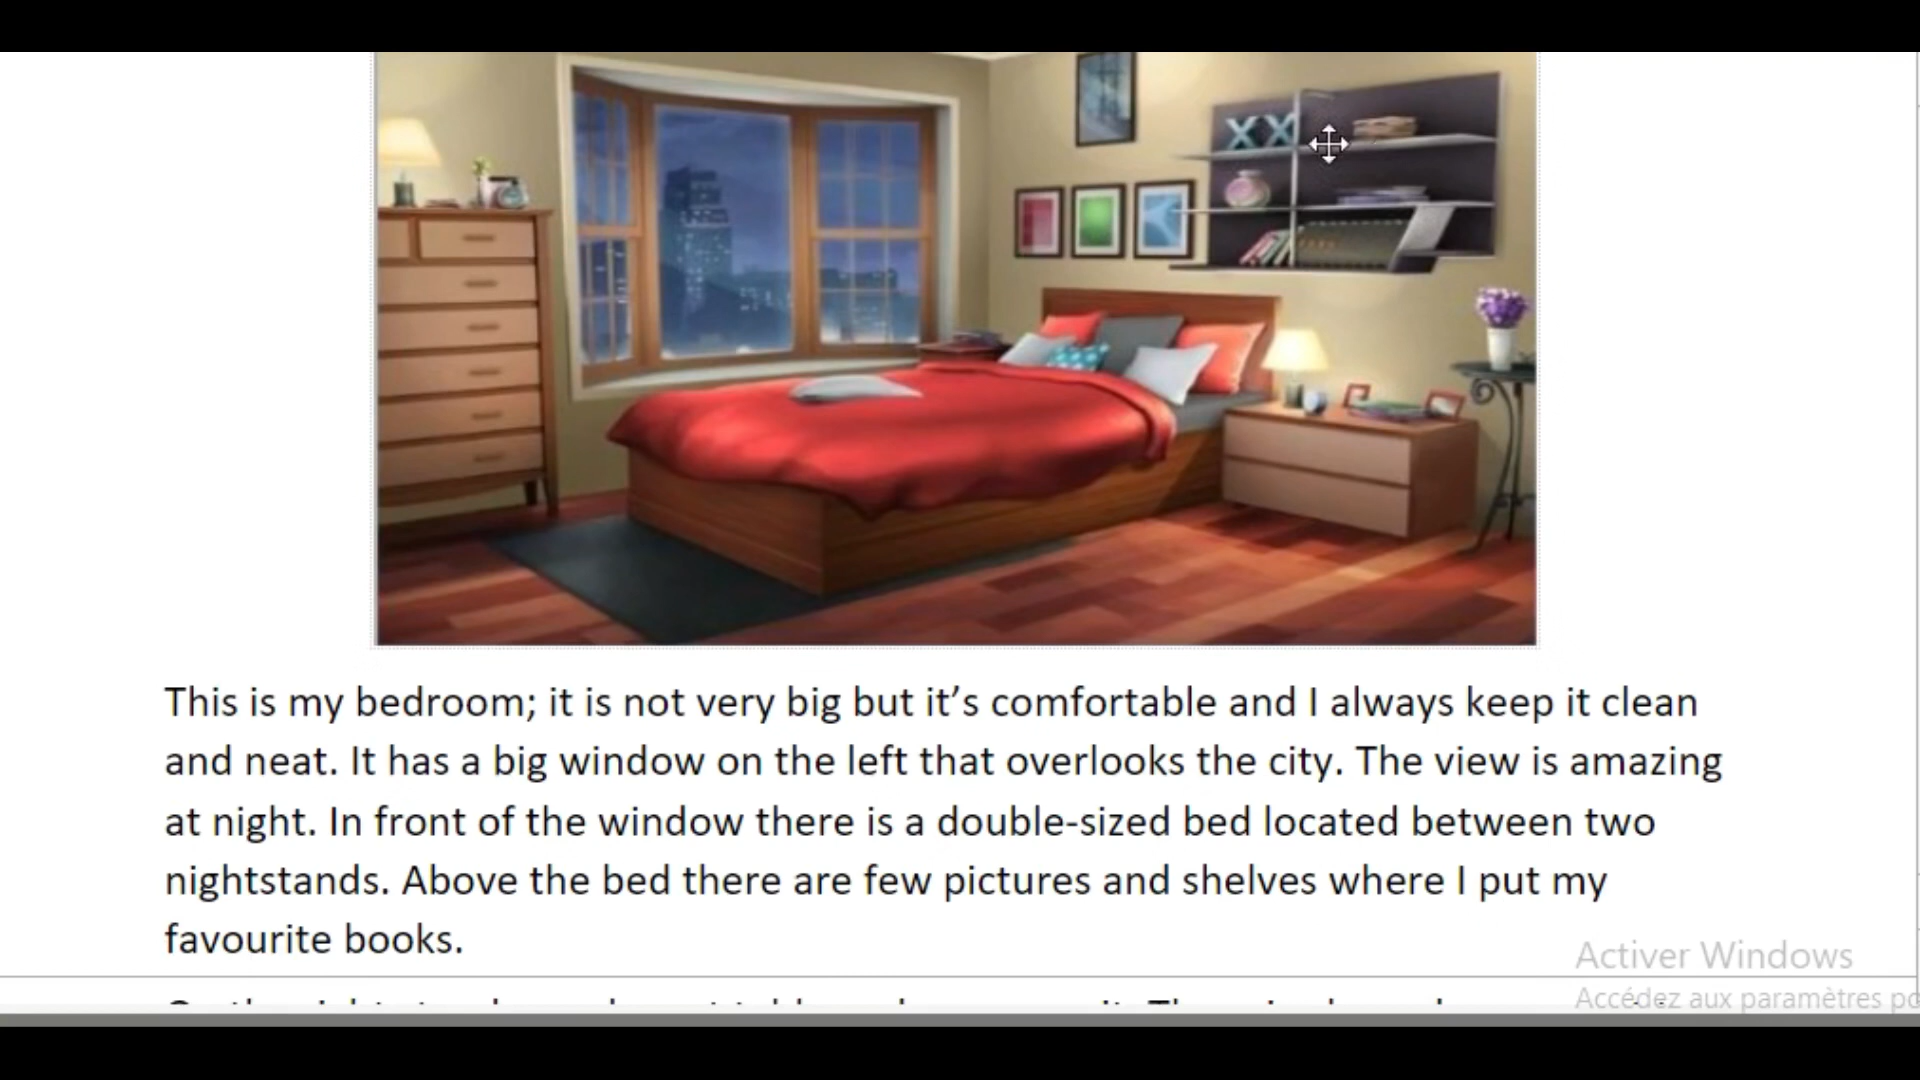 This is my bedroom; it is not very big but it’s comfortable and I always keep it clean
and neat. It has a big window on the left that overlooks the city. The view is amazing
at night. In front of the window there is a double-sized bed located between two
nightstands. Above the bed there are few pictures and shelves where I put my
favourite books.
Activer Windows
Accédez aux paramètres